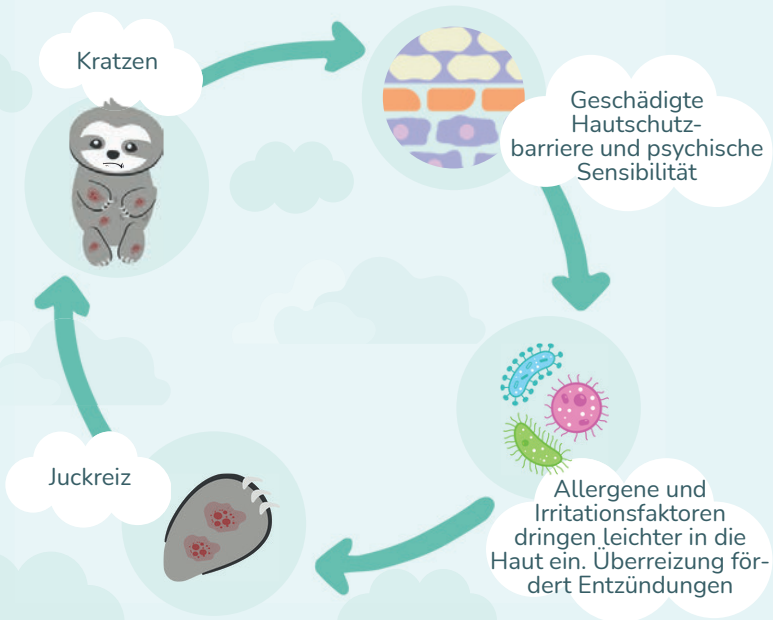 Kratzen
Geschädigte
Hautschutz-
barriere und psychische
Sensibilität
Allergene und
Irritationsfaktoren
dringen leichter in die
Haut ein. Überreizung för-
dert Entzündungen
Juckreiz